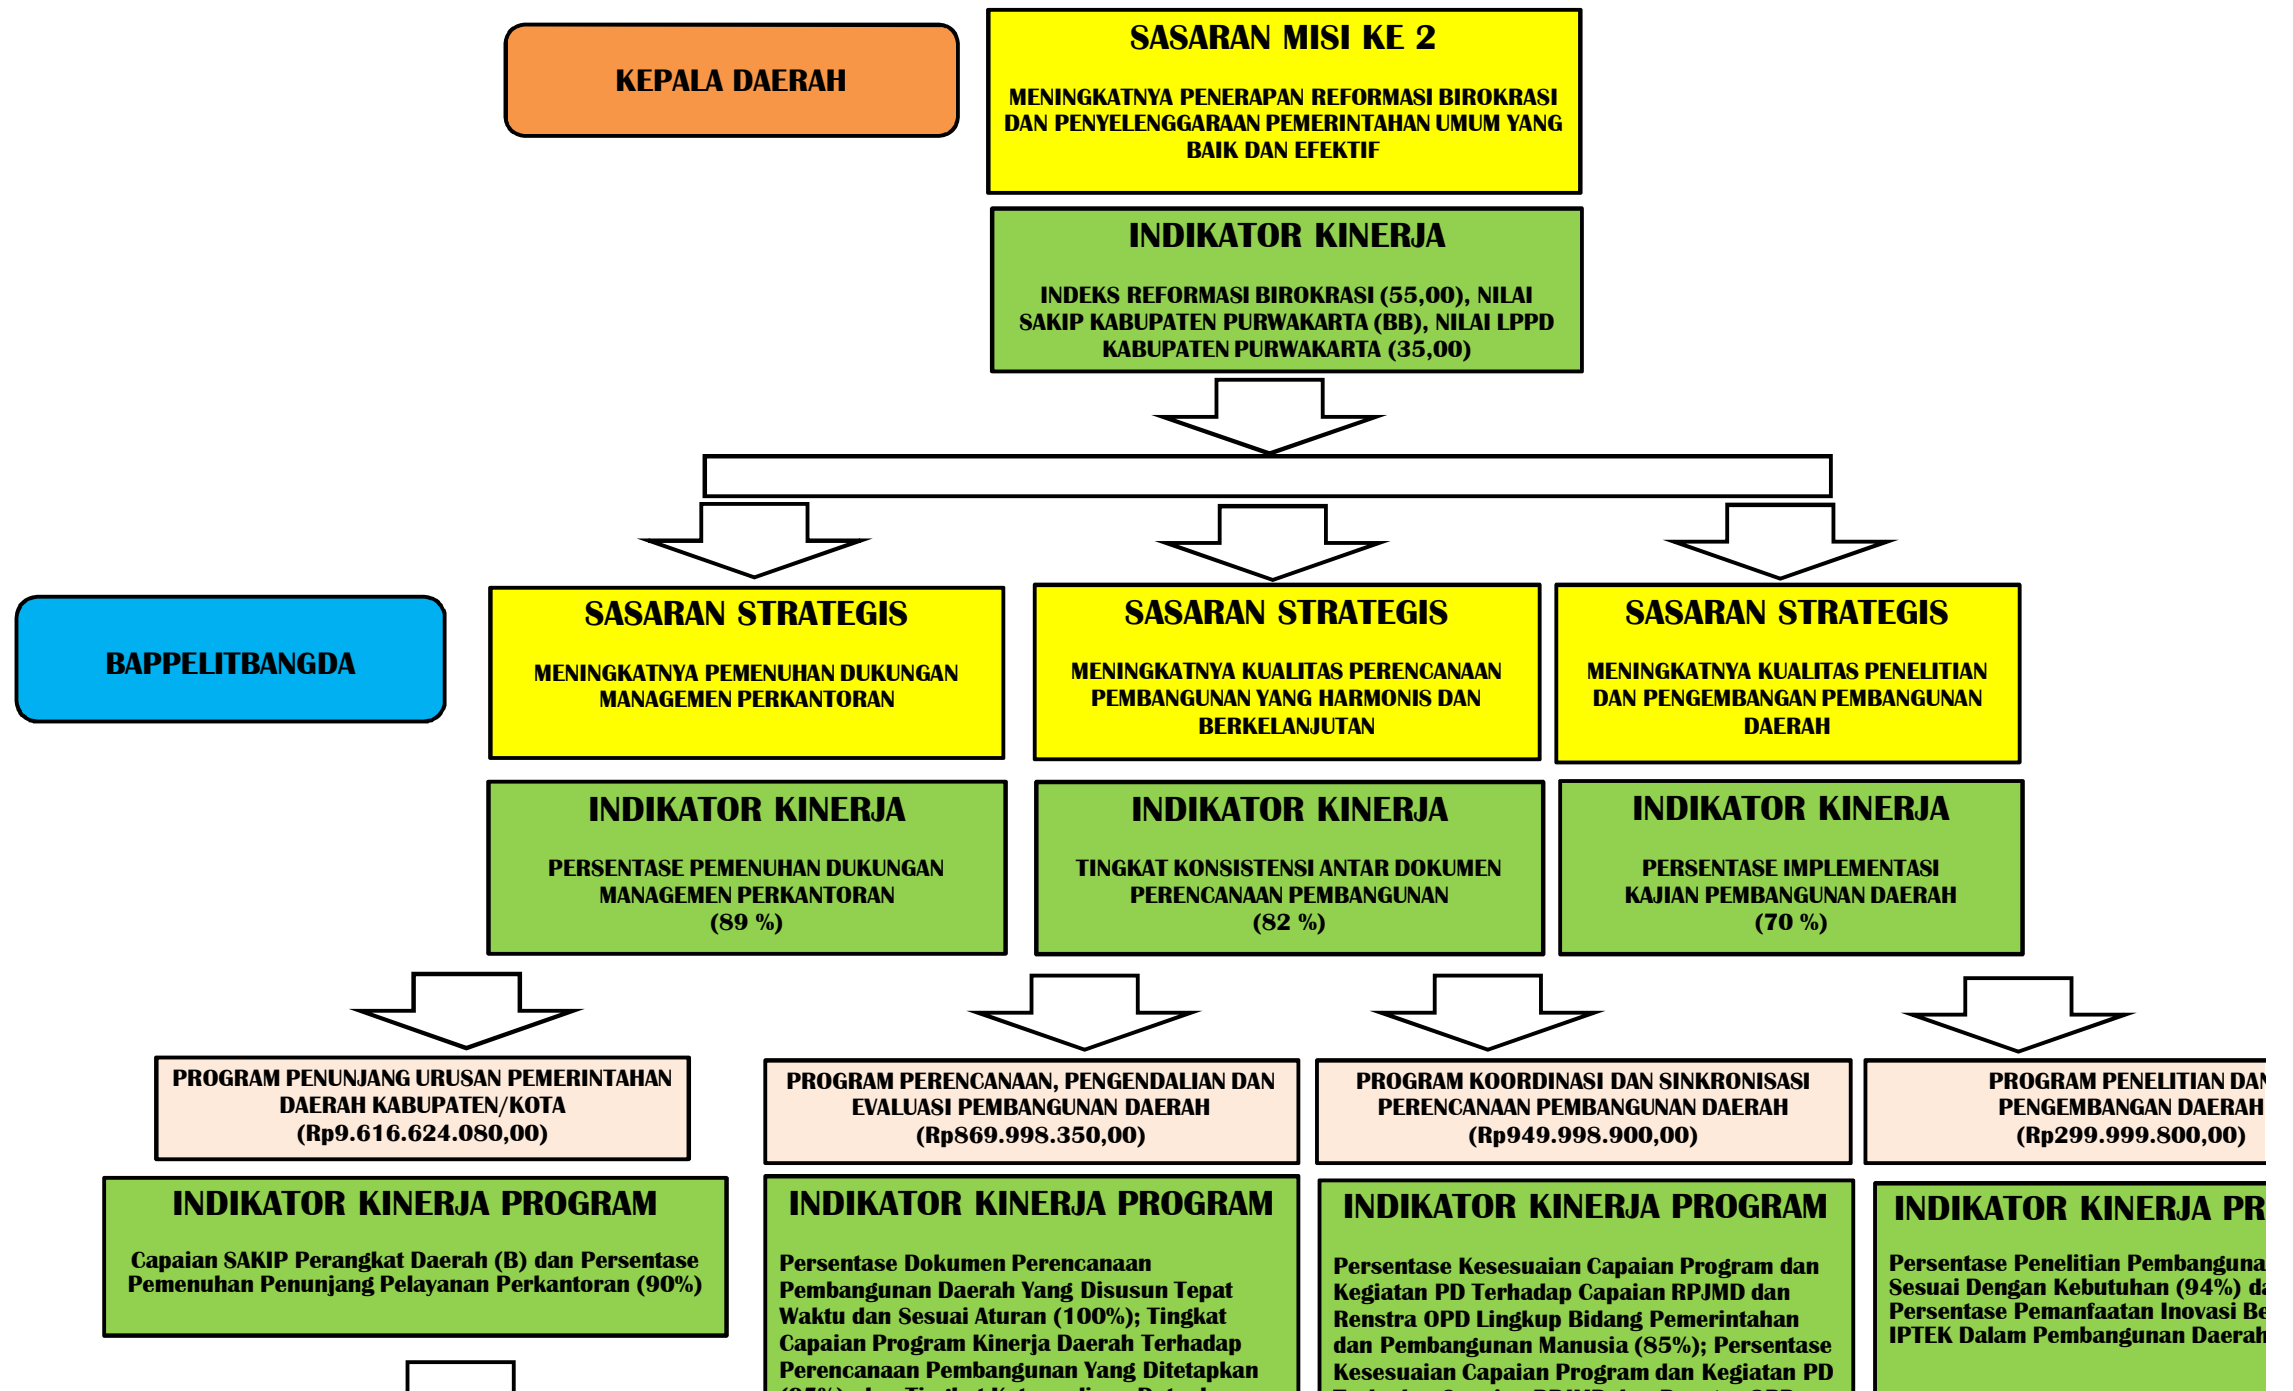 KEPALA DAERAH
SASARAN MISI KE 2
MENINGKATNYA PENERAPAN REFORMASI BIROKRASI
DAN PENYELENGGARAAN PEMERINTAHAN UMUM YANG
BAIK DAN EFEKTIF
INDIKATOR KINERJA
INDEKS REFORMASI BIROKRASI (55,00), NILAI
SAKIP KABUPATEN PURWAKARTA (BB), NILAI LPPD
KABUPATEN PURWAKARTA (35,00)
BAPPELITBANGDA
SASARAN STRATEGIS
MENINGKATNYA PEMENUHAN DUKUNGAN
MANAGEMEN PERKANTORAN
SASARAN STRATEGIS
MENINGKATNYA KUALITAS PERENCANAAN
PEMBANGUNAN YANG HARMONIS DAN
BERKELANJUTAN
SASARAN STRATEGIS
MENINGKATNYA KUALITAS PENELITIAN
DAN PENGEMBANGAN PEMBANGUNAN
DAERAH
INDIKATOR KINERJA
PERSENTASE PEMENUHAN DUKUNGAN
MANAGEMEN PERKANTORAN
(89 %)
INDIKATOR KINERJA
TINGKAT KONSISTENSI ANTAR DOKUMEN
PERENCANAAN PEMBANGUNAN
(82 %)
INDIKATOR KINERJA
PERSENTASE IMPLEMENTASI
KAJIAN PEMBANGUNAN DAERAH
(70 %)
PROGRAM PENUNJANG URUSAN PEMERINTAHAN
DAERAH KABUPATEN/KOTA
(Rp9.616.624.080,00)
PROGRAM PERENCANAAN, PENGENDALIAN DAN
EVALUASI PEMBANGUNAN DAERAH
(Rp869.998.350,00)
PROGRAM KOORDINASI DAN SINKRONISASI
PERENCANAAN PEMBANGUNAN DAERAH
(Rp949.998.900,00)
PROGRAM PENELITIAN DAN
PENGEMBANGAN DAERAH
(Rp299.999.800,00)
INDIKATOR KINERJA PROGRAM
Capaian SAKIP Perangkat Daerah (B) dan Persentase
Pemenuhan Penunjang Pelayanan Perkantoran (90%)
INDIKATOR KINERJA PROGRAM
Persentase Dokumen Perencanaan
Pembangunan Daerah Yang Disusun Tepat
Waktu dan Sesuai Aturan (100%); Tingkat
Capaian Program Kinerja Daerah Terhadap
Perencanaan Pembangunan Yang Ditetapkan
INDIKATOR KINERJA PROGRAM
Persentase Kesesuaian Capaian Program dan
Kegiatan PD Terhadap Capaian RPJMD dan
Renstra OPD Lingkup Bidang Pemerintahan
dan Pembangunan Manusia (85%); Persentase
Kesesuaian Capaian Program dan Kegiatan PD
INDIKATOR KINERJA PR
Persentase Penelitian Pembanguna
Sesuai Dengan Kebutuhan (94%) da
Persentase Pemanfaatan Inovasi Be
IPTEK Dalam Pembangunan Daerah